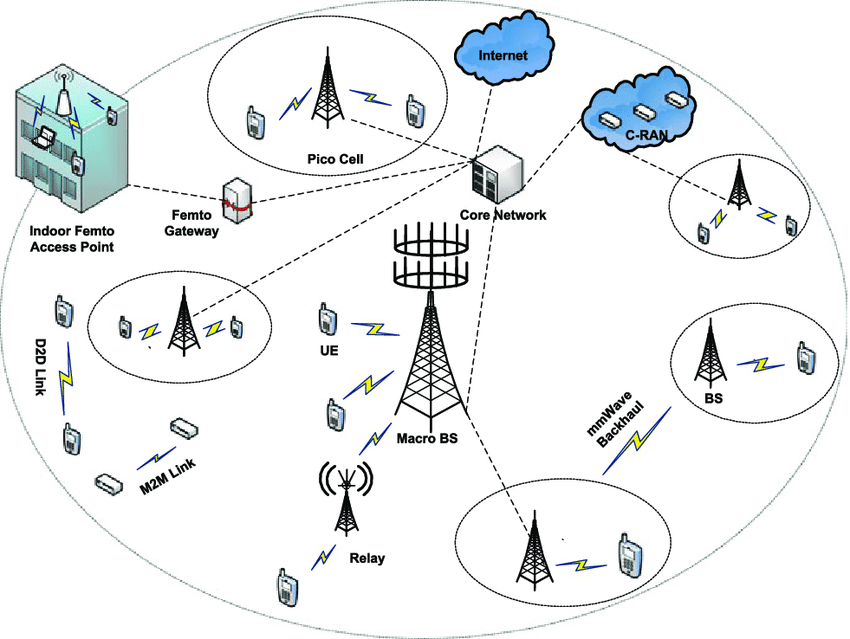 Internet
C-RAN
Pico Cell
Core Network
Femto
Gateway
Indoor Femto
Access Point
D2D Link
UE
BS
mmWave
Backhaul
Macro BS
M2M Link
Relay